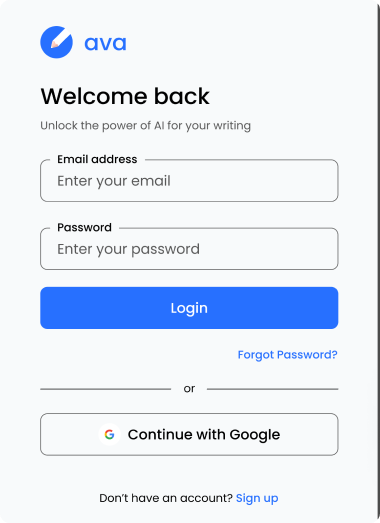 ava
Welcome back
Unlock the power of AI for your writing
Email address
Enter your email
Password
Enter your password
Login
Forgot Password?
or
Continue with Google
Don’t have an account? Sign up